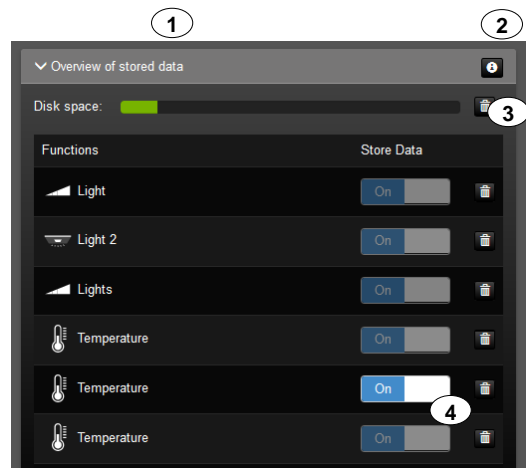 1
2
Overview of stored data
Disk space:
3
Functions Store Data
Light On
Light 2 On
Lights On
Temperature On
Temperature On
4
Temperature On